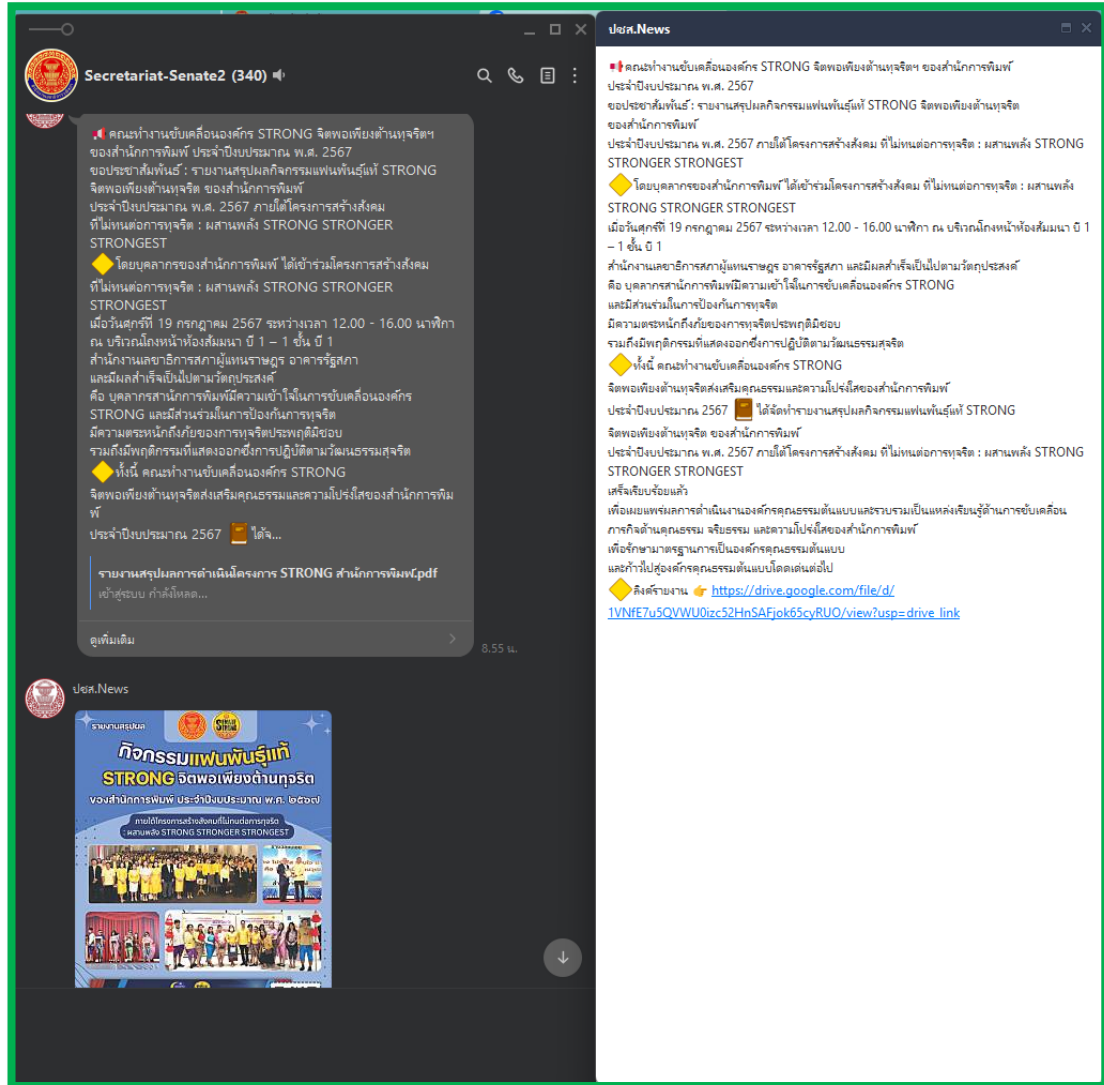 Secretariat-Senate2 (340)
คณะทำงานขับเคลื่อนองค์กร STRONG จิตพอเพียงต้านทุจริตฯ
ของสำนักการพิมพ์ ประจำปีงบประมาณ พ.ศ. 2567
ขอประชาสัมพันธ์ : รายงานสรุปผลกิจกรรมแฟนพันธุ์แท้ STRONG
จิตพอเพียงต้านทุจริต ของสำนักการพิมพ์
ประจำปีงบประมาณ พ.ศ. 2567 ภายใต้โครงการสร้างสังคม
ที่ไม่ทนต่อการทุจริต : ผสานพลัง STRONG STRONGER
STRONGEST
โดยบุคลากรของสำนักการพิมพ์ ได้เข้าร่วมโครงการสร้างสังคม
ที่ไม่ทนต่อการทุจริต : ผสานพลัง STRONG STRONGER
STRONGEST
เมื่อวันศุกร์ที่ 19 กรกฎาคม 2567 ระหว่างเวลา 12.00 - 16.00 นาฬิกา
ณ บริเวณโถงหน้าห้องสัมมนา บี 1 – 1 ชั้น บี 1
สำนักงานเลขาธิการสภาผู้แทนราษฎร อาคารรัฐสภา
และมีผลสำเร็จเป็นไปตามวัตถุประสงค์
คือ บุคลากรสานักการพิมพ์มีความเข้าใจในการขับเคลื่อนองค์กร
STRONG และมีส่วนร่วมในการป้องกันการทุจริต
มีความตระหนักถึงภัยของการทุจริตประพฤติมิชอบ
รวมถึงมีพฤติกรรมที่แสดงออกซึ่งการปฏิบัติตามวัฒนธรรมสุจริต
ทั้งนี้ คณะทำงานขับเคลื่อนองค์กร STRONG
จิตพอเพียงต้านทุจริตส่งเสริมคุณธรรมและความโปร่งใสของสำนักการพิม
พ์
ประจำปีงบประมาณ 2567 ได้จ...
รายงานสรุปผลการดำเนินโครงการ STRONG สำนักการพิมพ์.pdf
เข้าสู่ระบบ กำลังโหลด...
ดูเพิ่มเติม
8.55 น.
ปชส.News
รายงานสรุปผล
กิจกรรมแฟนพันธุ์แท้
STRONG จิตพอเพียงต้านทุจริต
ของสำนักการพิมพ์ ประจำปีงบประมาณ พ.ศ. ๒๕๖๗
ภายใต้โครงการสร้างสังคมที่ไม่ทนต่อการทุจริต
: ผสานพลัง STRONG STRONGER STRONGEST
ปชส.News
คณะทำงานขับเคลื่อนองค์กร STRONG จิตพอเพียงต้านทุจริตฯ ของสำนักการพิมพ์
ประจำปีงบประมาณ พ.ศ. 2567
ขอประชาสัมพันธ์ : รายงานสรุปผลกิจกรรมแฟนพันธุ์แท้ STRONG จิตพอเพียงต้านทุจริต
ของสำนักการพิมพ์
ประจำปีงบประมาณ พ.ศ. 2567 ภายใต้โครงการสร้างสังคม ที่ไม่ทนต่อการทุจริต : ผสานพลัง STRONG
STRONGER STRONGEST
โดยบุคลากรของสำนักการพิมพ์ ได้เข้าร่วมโครงการสร้างสังคม ที่ไม่ทนต่อการทุจริต : ผสานพลัง
STRONG STRONGER STRONGEST
เมื่อวันศุกร์ที่ 19 กรกฎาคม 2567 ระหว่างเวลา 12.00 - 16.00 นาฬิกา ณ บริเวณโถงหน้าห้องสัมมนา บี 1
– 1 ชั้น บี 1
สำนักงานเลขาธิการสภาผู้แทนราษฎร อาคารรัฐสภา และมีผลสำเร็จเป็นไปตามวัตถุประสงค์
คือ บุคลากรสานักการพิมพ์มีความเข้าใจในการขับเคลื่อนองค์กร STRONG
และมีส่วนร่วมในการป้องกันการทุจริต
มีความตระหนักถึงภัยของการทุจริตประพฤติมิชอบ
รวมถึงมีพฤติกรรมที่แสดงออกซึ่งการปฏิบัติตามวัฒนธรรมสุจริต
ทั้งนี้ คณะทำงานขับเคลื่อนองค์กร STRONG
จิตพอเพียงต้านทุจริตส่งเสริมคุณธรรมและความโปร่งใสของสำนักการพิมพ์
ประจำปีงบประมาณ 2567 ได้จัดทำรายงานสรุปผลกิจกรรมแฟนพันธุ์แท้ STRONG
จิตพอเพียงต้านทุจริต ของสำนักการพิมพ์
ประจำปีงบประมาณ พ.ศ. 2567 ภายใต้โครงการสร้างสังคม ที่ไม่ทนต่อการทุจริต : ผสานพลัง STRONG
STRONGER STRONGEST
เสร็จเรียบร้อยแล้ว
เพื่อเผยแพร่ผลการดำเนินงานองค์กรคุณธรรมต้นแบบและรวบรวมเป็นแหล่งเรียนรู้ด้านการขับเคลื่อน
ภารกิจด้านคุณธรรม จริยธรรม และความโปร่งใสของสำนักการพิมพ์
เพื่อรักษามาตรฐานการเป็นองค์กรคุณธรรมต้นแบบ
และก้าวไปสู่องค์กรคุณธรรมต้นแบบโดดเด่นต่อไป
ลิงค์รายงาน https://drive.google.com/file/d/
1VNfE7u5QVWU0izc52HnSAFjok65cyRUO/view?usp=drive_link